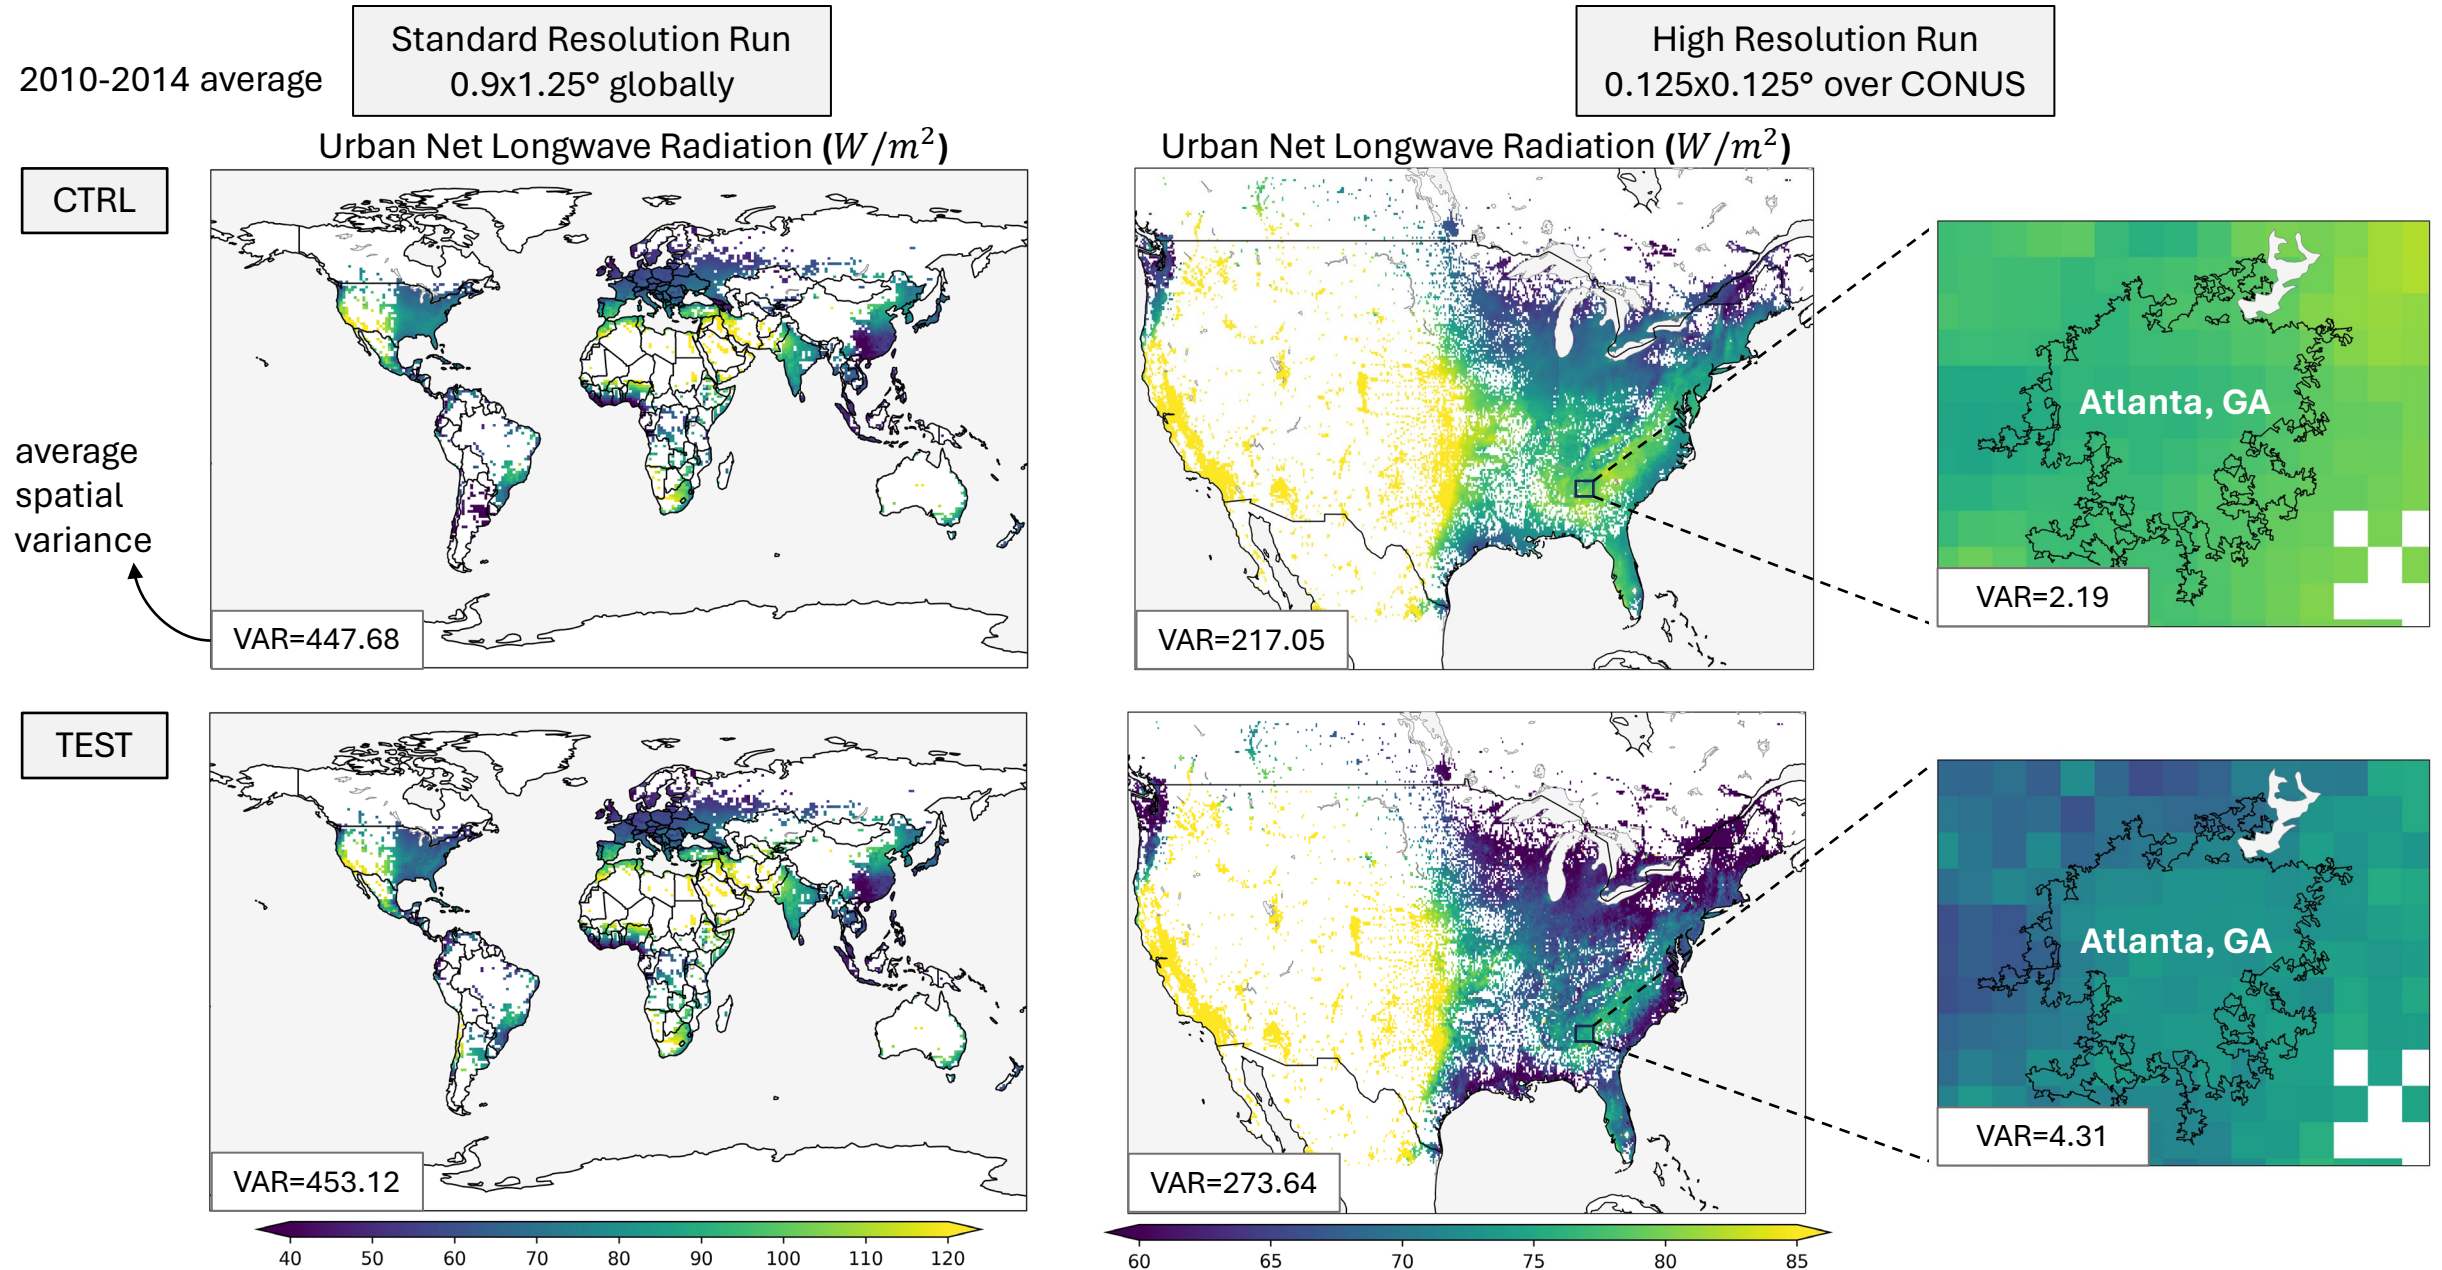 2010-2014 average
Standard Resolution Run
0.9x1.25° globally
High Resolution Run
0.125x0.125° over CONUS
Urban Net Longwave Radiation (W/m²)
Urban Net Longwave Radiation (W/m²)
CTRL
average
spatial
variance
VAR=447.68
VAR=217.05
Atlanta, GA
VAR=2.19
TEST
VAR=453.12
VAR=273.64
Atlanta, GA
VAR=4.31
40 50 60 70 80 90 100 110 120
60 65 70 75 80 85